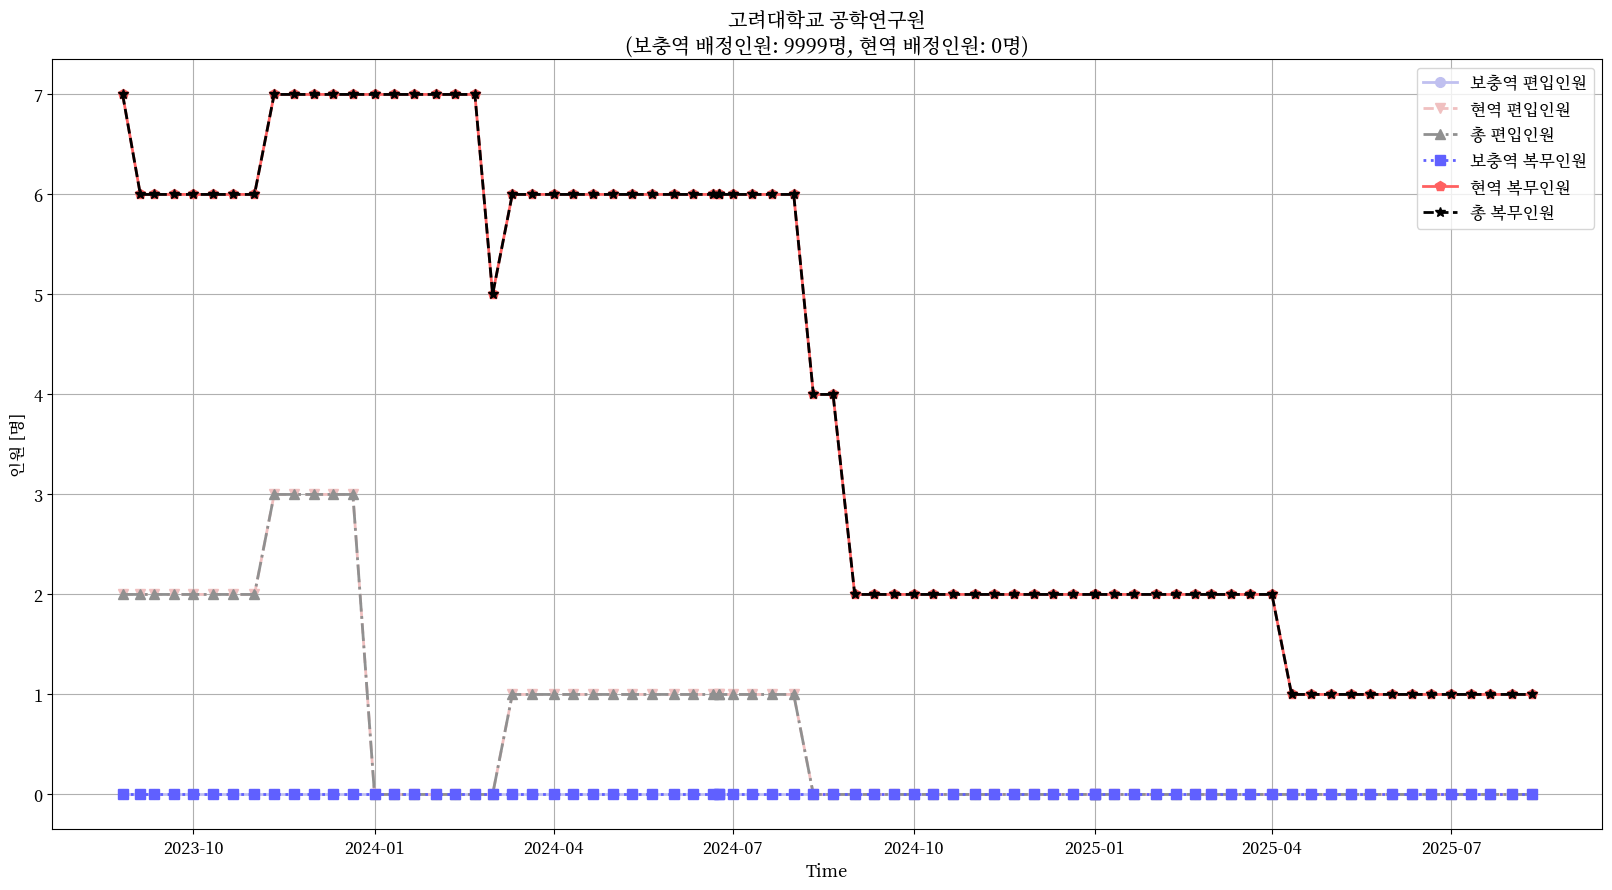 고려대학교 공학연구원
(보충역 배정인원: 9999명, 현역 배정인원: 0명)
보충역 편입인원
현역 편입인원
총 편입인원
보충역 복무인원
현역 복무인원
총 복무인원
인원 [명]
7
6
5
4
3
2
1
0
2023-10 2024-01 2024-04 2024-07 2024-10 2025-01 2025-04 2025-07
Time